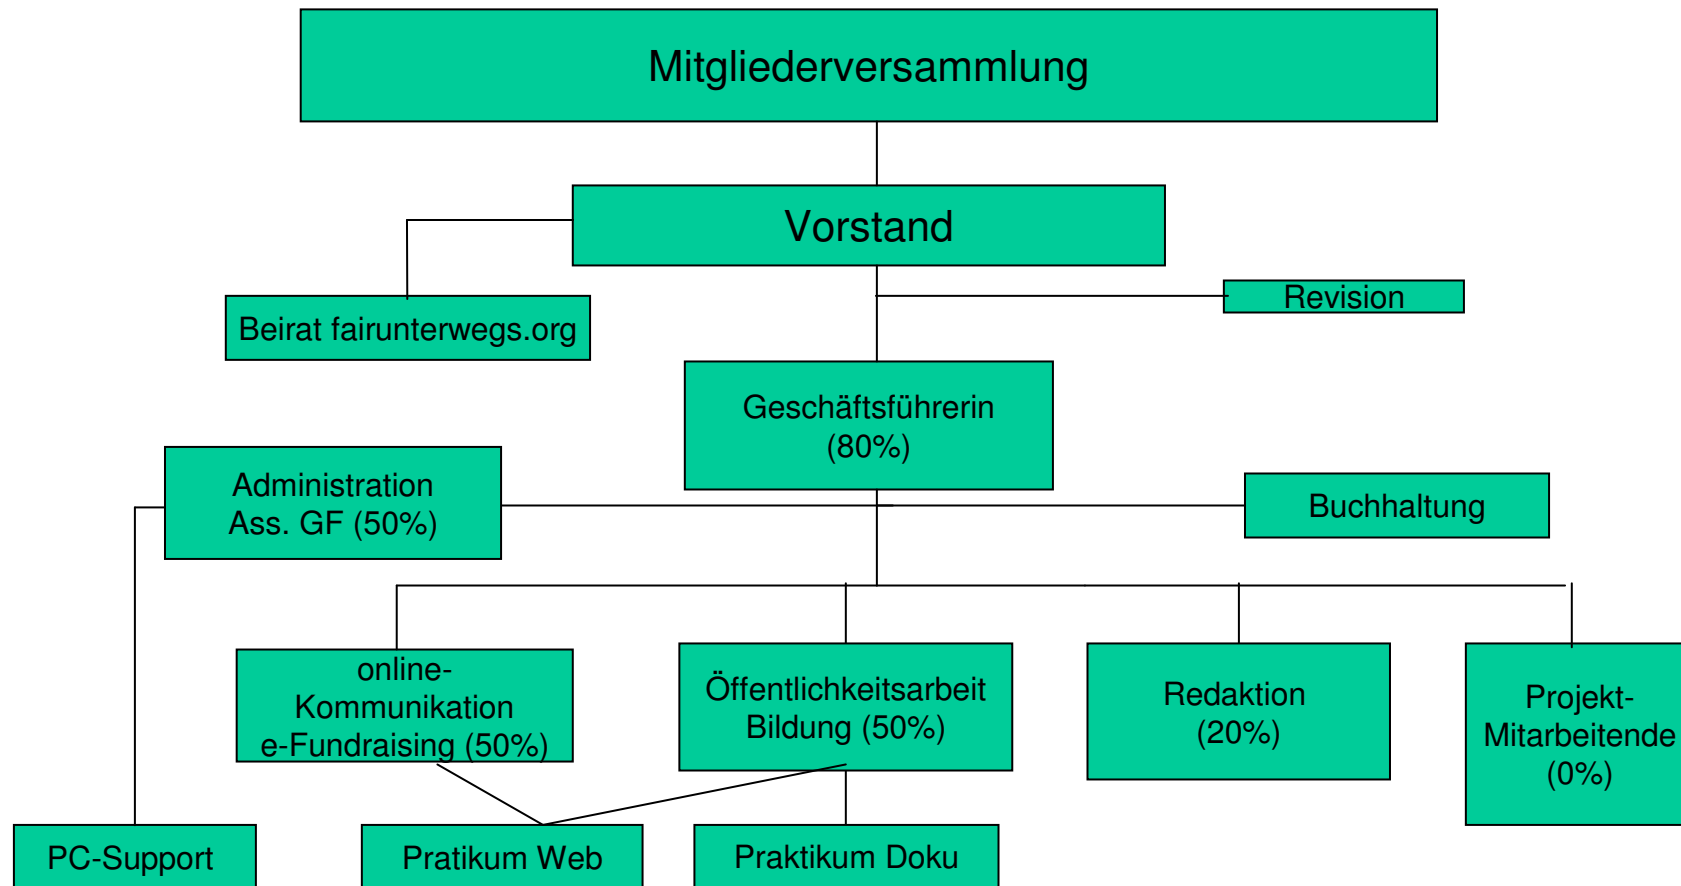 Mitgliederversammlung
Vorstand
Revision
Beirat fairunterwegs.org
Geschäftsführerin
(80%)
Administration
Ass. GF (50%)
Buchhaltung
online-
Kommunikation
e-Fundraising (50%)
Öffentlichkeitsarbeit
Bildung (50%)
Redaktion
(20%)
Projekt-
Mitarbeitende
(0%)
PC-Support
Pratikum Web
Praktikum Doku